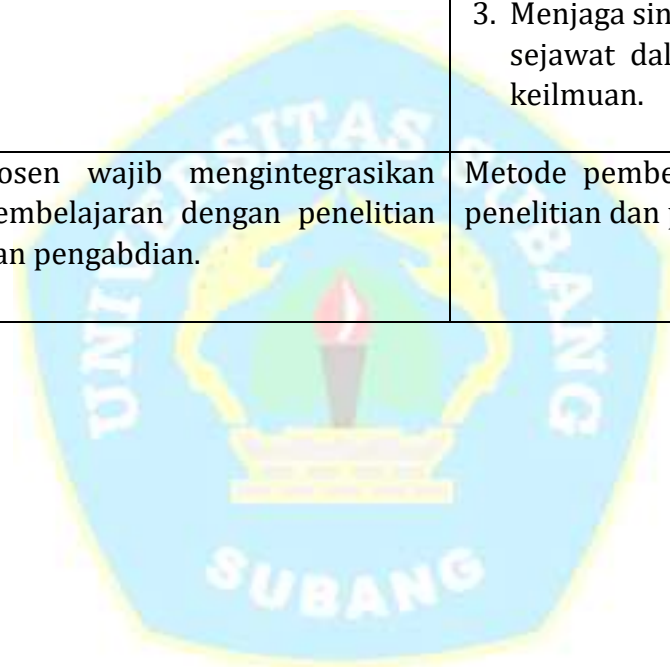 3. Menjaga sin
sejawat dal
keilmuan.
osen wajib mengintegrasikan
embelajaran dengan penelitian
an pengabdian.
Metode pembe
penelitian dan p
UNIVERSITAS SUBANG
SUBANG